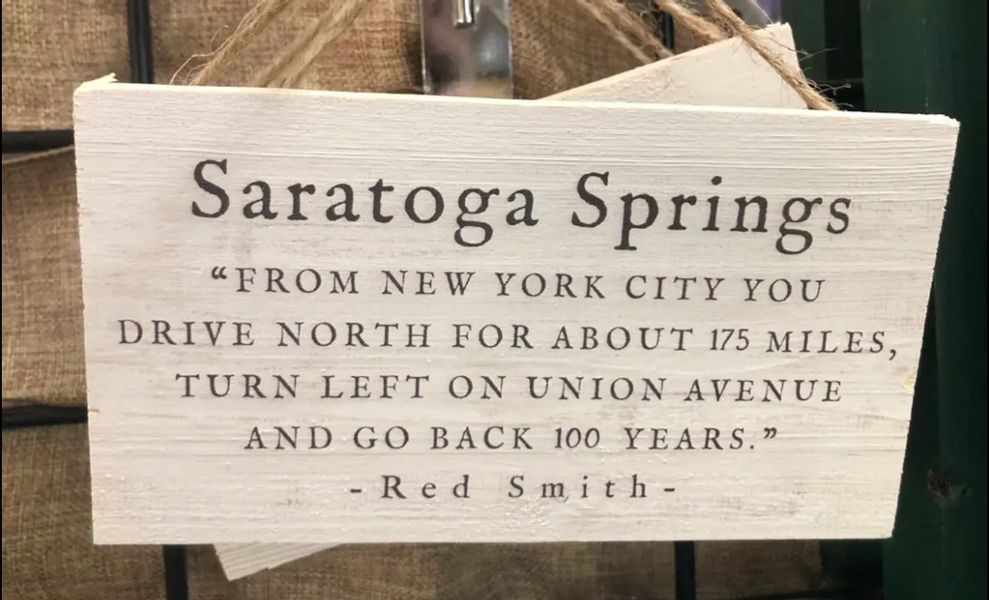 Saratoga Springs
“FROM NEW YORK CITY YOU
DRIVE NORTH FOR ABOUT 175 MILES,
TURN LEFT ON UNION AVENUE
AND GO BACK 100 YEARS.”
- Red Smith -